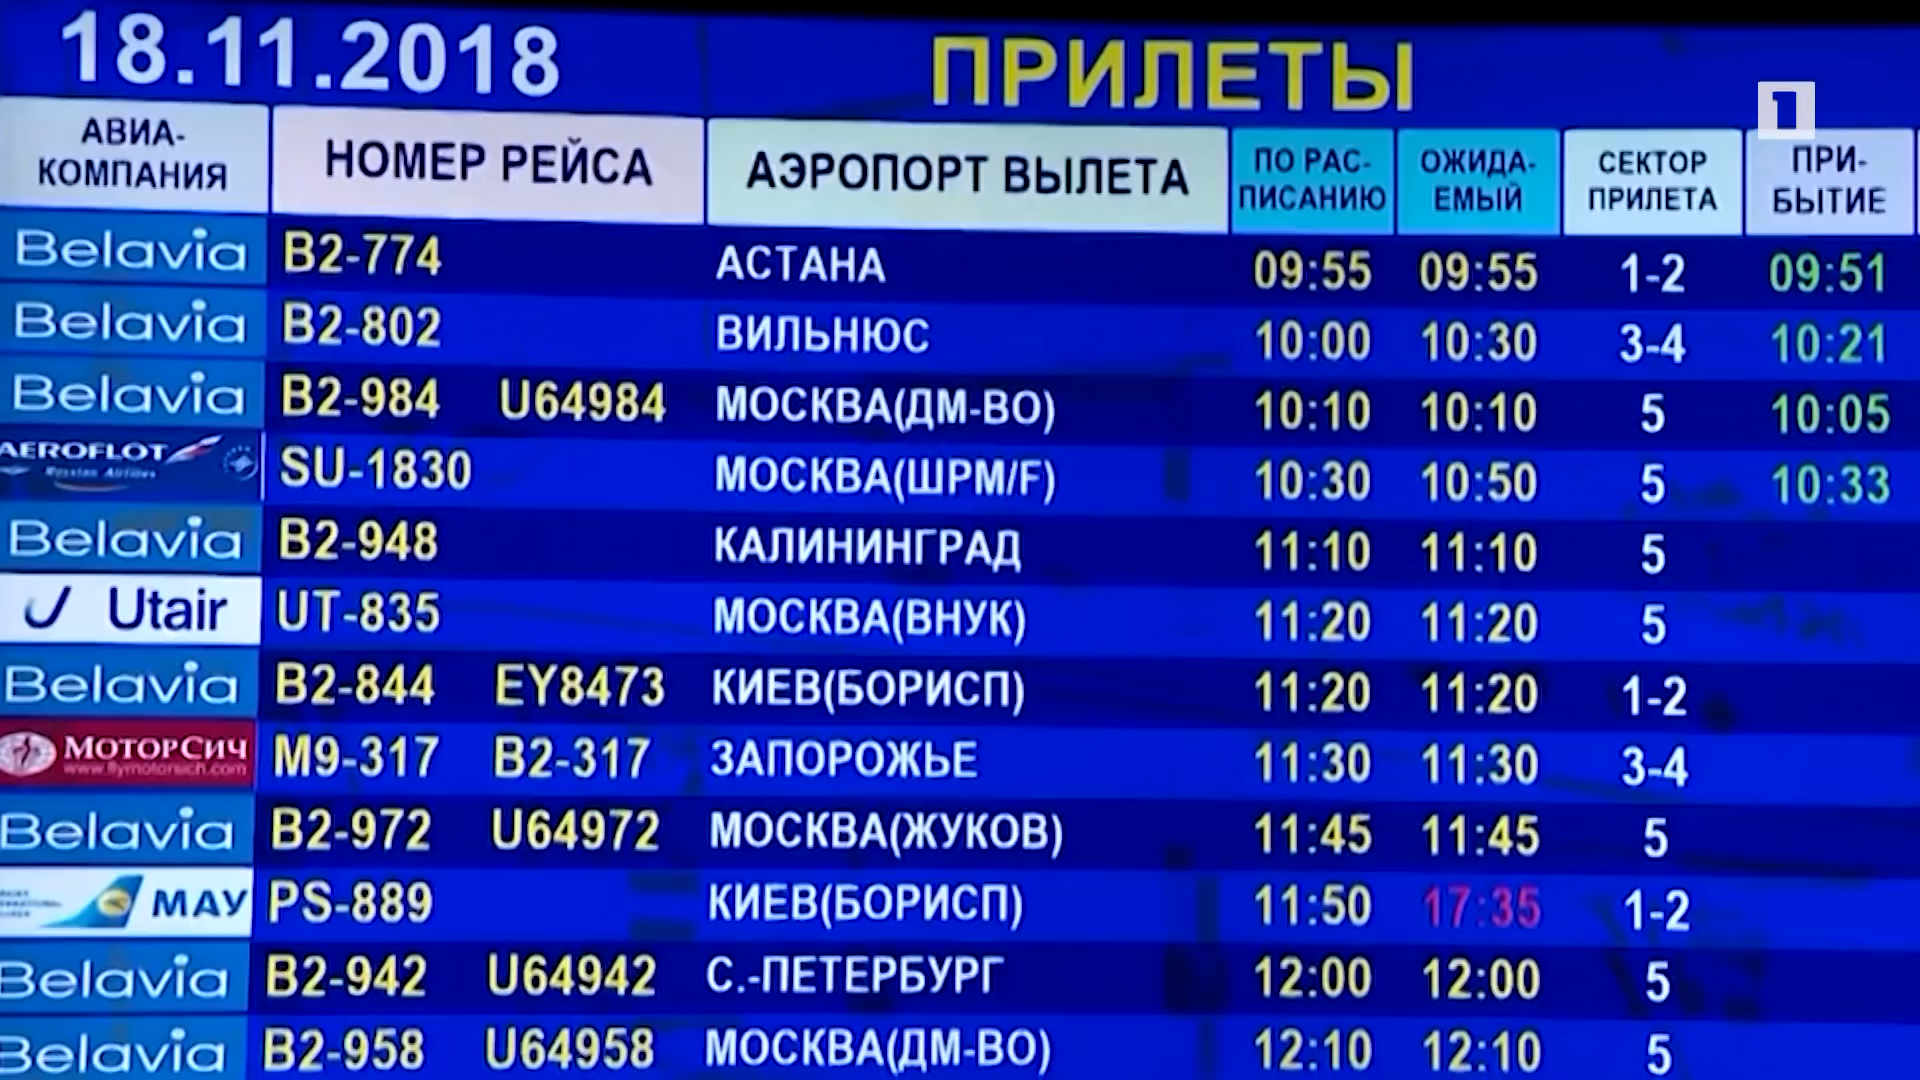 18.11.2018 ПРИЛЕТЫ
1
АВИА-
КОМПАНИЯ
НОМЕР РЕЙСА
АЭРОПОРТ ВЫЛЕТА
ПО РАС-
ПИСАНИЮ
ОЖИДА-
ЕМЫЙ
СЕКТОР
ПРИЛЕТА
ПРИ-
БЫТИЕ
Belavia B2-774 АСТАНА 09:55 09:55 1-2 09:51
Belavia B2-802 ВИЛЬНЮС 10:00 10:30 3-4 10:21
Belavia B2-984 U64984 МОСКВА(ДМ-ВО) 10:10 10:10 5 10:05
AEROFLOT SU-1830 МОСКВА(ШРМ/F) 10:30 10:50 5 10:33
Russian Airlines
Belavia B2-948 КАЛИНИНГРАД 11:10 11:10 5
Utair UT-835 МОСКВА(ВНУК) 11:20 11:20 5
Belavia B2-844 EY8473 КИЕВ(БОРИСП) 11:20 11:20 1-2
МОТОР СИЧ M9-317 B2-317 ЗАПОРОЖЬЕ 11:30 11:30 3-4
www.flymotorsich.com
Belavia B2-972 U64972 МОСКВА(ЖУКОВ) 11:45 11:45 5
МАУ PS-889 КИЕВ(БОРИСП) 11:50 17:35 1-2
Belavia B2-942 U64942 С.-ПЕТЕРБУРГ 12:00 12:00 5
Belavia B2-958 U64958 МОСКВА(ДМ-ВО) 12:10 12:10 5